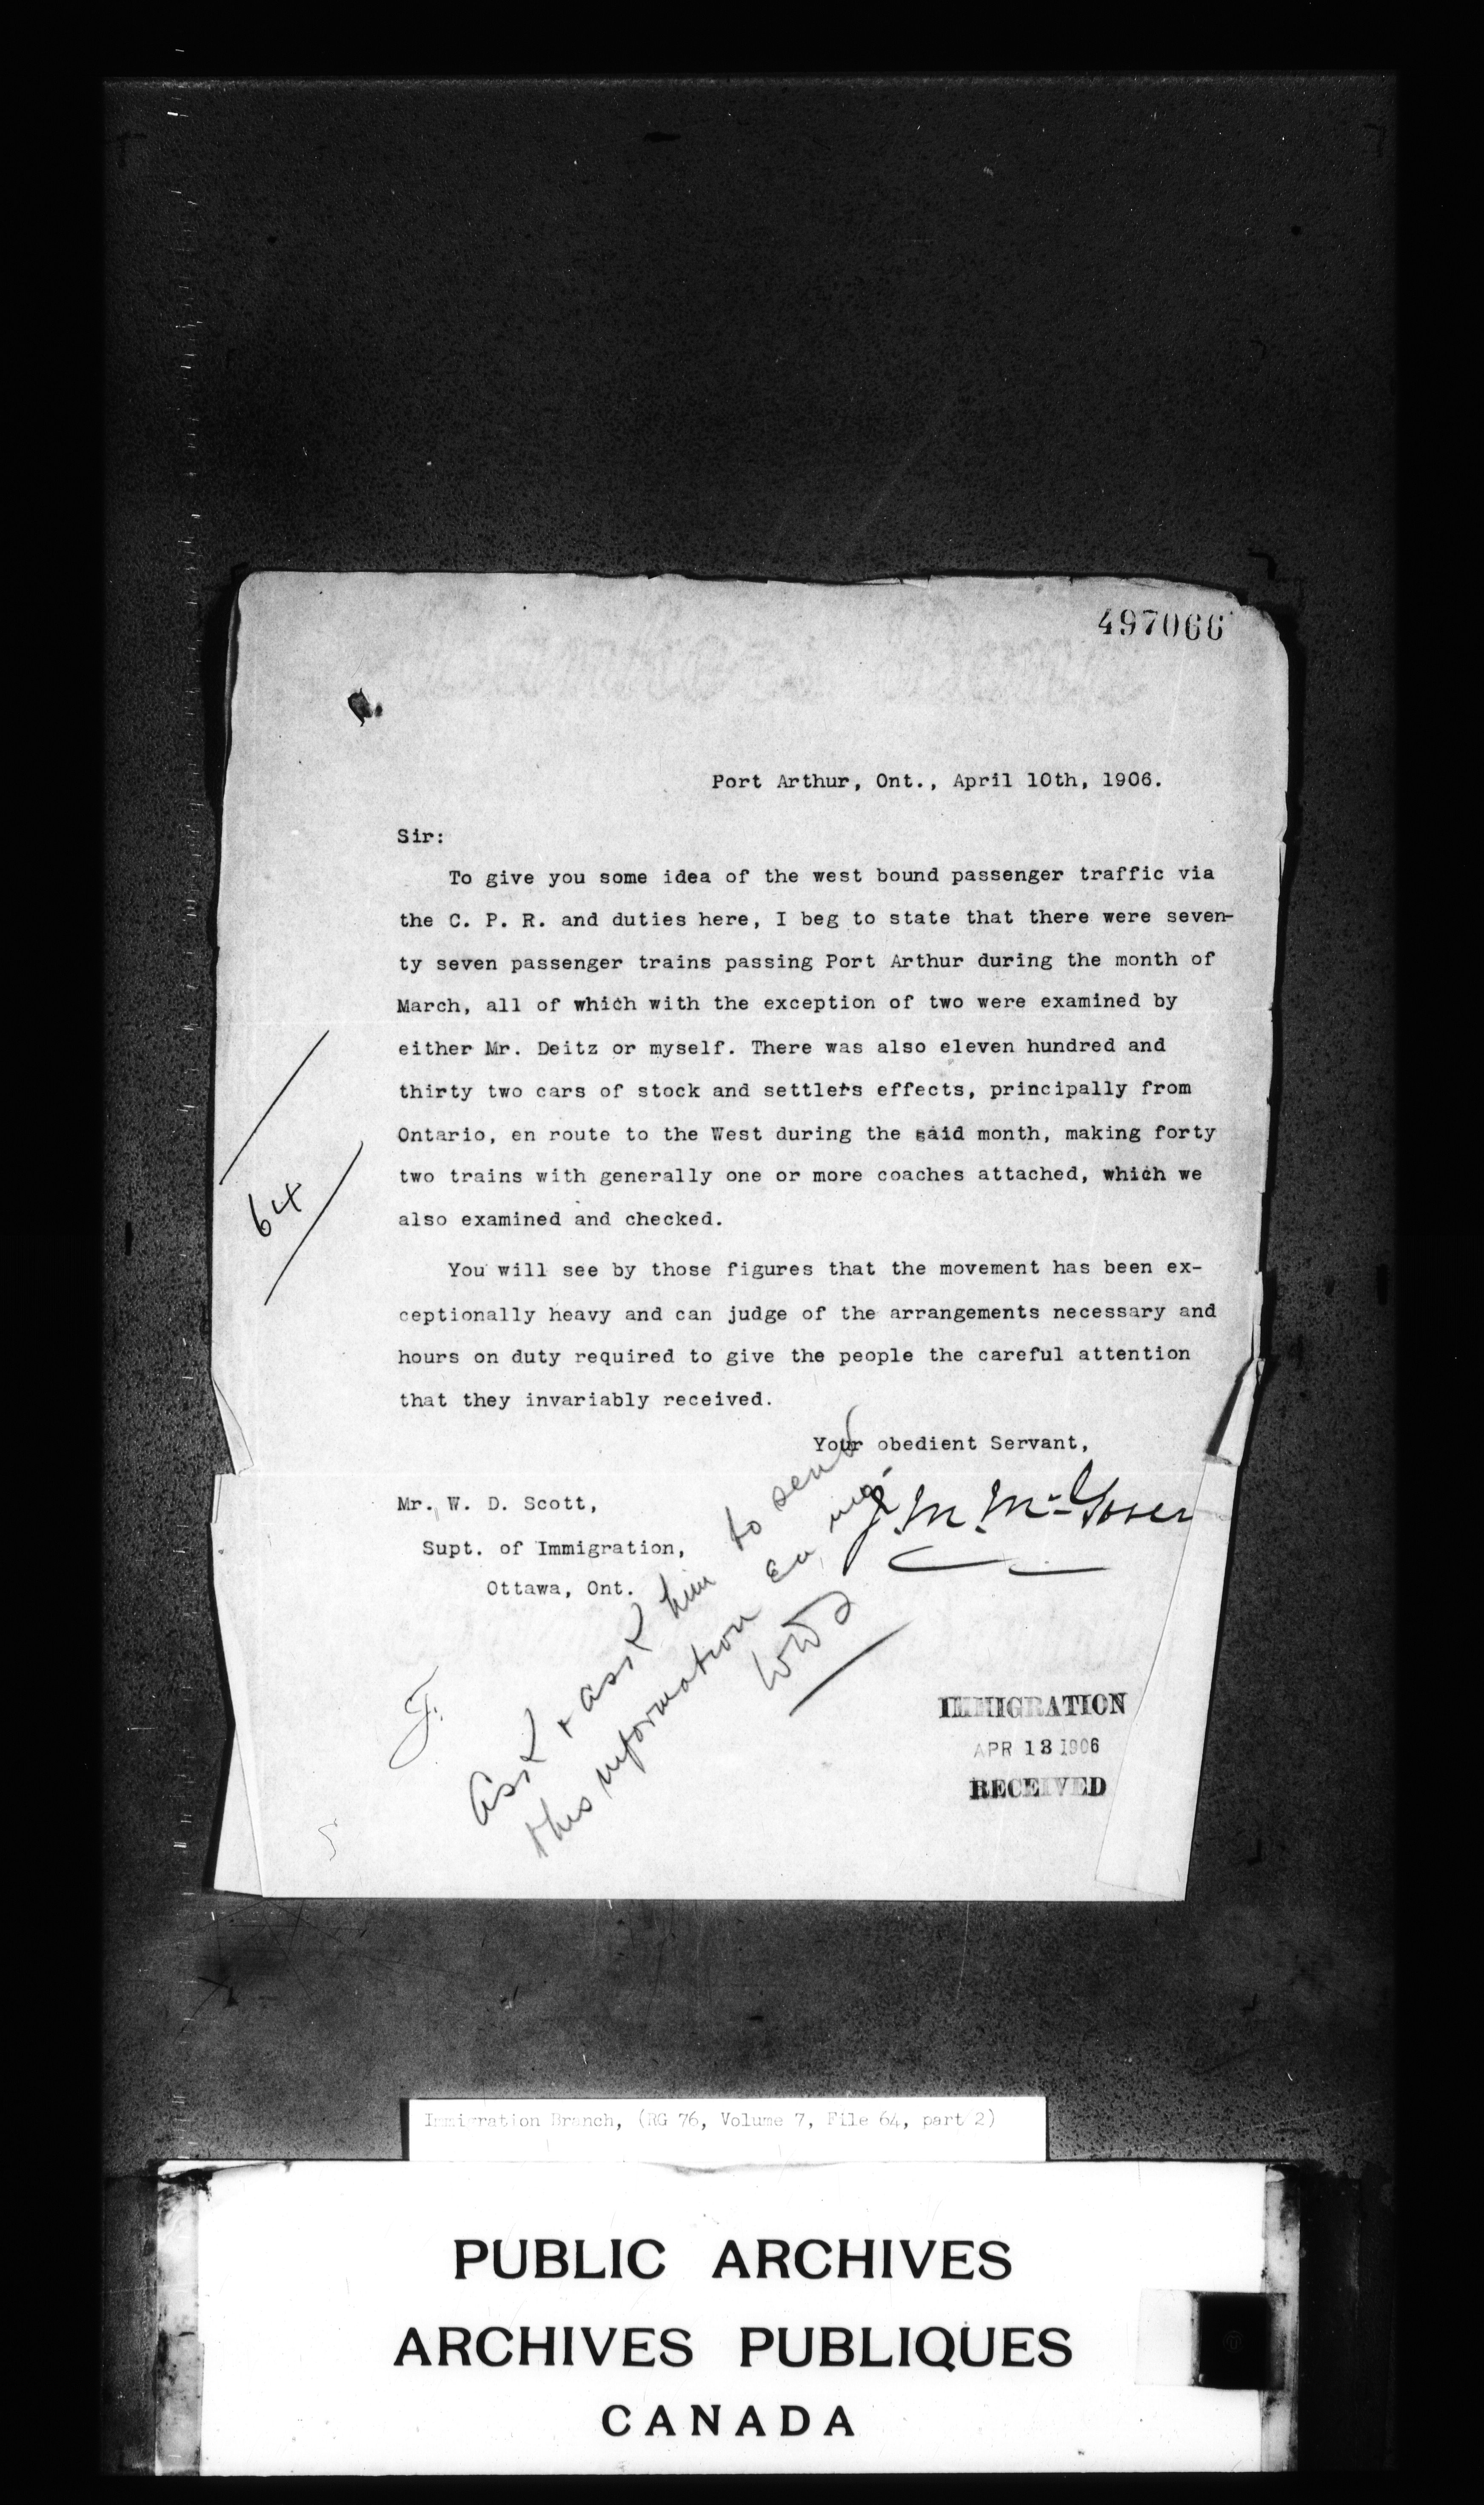 497066
Port Arthur, Ont., April 10th, 1906.
Sir:
To give you some idea of the west bound passenger traffic via
the C. P. R. and duties here, I beg to state that there were seven-
ty seven passenger trains passing Port Arthur during the month of
March, all of which with the exception of two were examined by
either Mr. Deitz or myself. There was also eleven hundred and
thirty two cars of stock and settlers effects, principally from
Ontario, en route to the West during the said month, making forty
two trains with generally one or more coaches attached, which we
also examined and checked.
64
You will see by those figures that the movement has been ex-
ceptionally heavy and can judge of the arrangements necessary and
hours on duty required to give the people the careful attention
that they invariably received.
Your obedient Servant,
J. M. McGovern
Mr. W. D. Scott,
Supt. of Immigration,
Ottawa, Ont.
ask him to send
this information
WDS
IMMIGRATION
APR 13 1906
RECEIVED
Immigration Branch, (RG 76, Volume 7, File 64, part 2)
PUBLIC ARCHIVES
ARCHIVES PUBLIQUES
CANADA